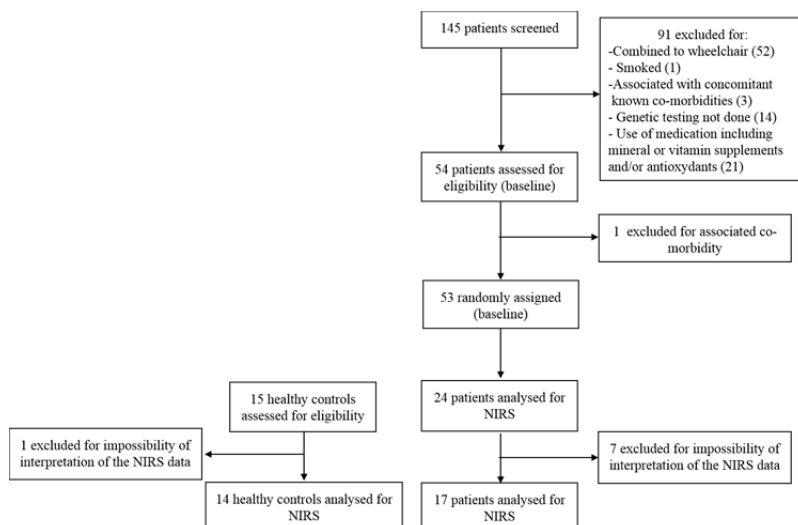 145 patients screened
91 excluded for:
-Combined to wheelchair (52)
- Smoked (1)
-Associated with concomitant
known co-morbidities (3)
- Genetic testing not done (14)
- Use of medication including
mineral or vitamin supplements
and/or antioxydants (21)
54 patients assessed for
eligibility (baseline)
1 excluded for associated co-
morbidity
53 randomly assigned
(baseline)
15 healthy controls
assessed for eligibility
24 patients analysed for
NIRS
1 excluded for impossibility of
interpretation of the NIRS data
7 excluded for impossibility of
interpretation of the NIRS data
14 healthy controls analysed for
NIRS
17 patients analysed for
NIRS